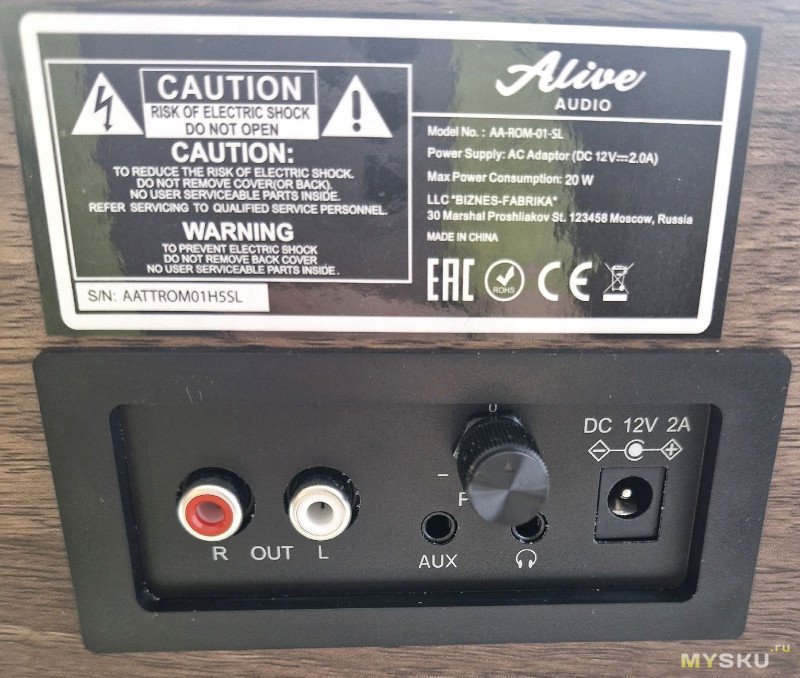 CAUTION
RISK OF ELECTRIC SHOCK
DO NOT OPEN
CAUTION:
TO REDUCE THE RISK OF ELECTRIC SHOCK.
DO NOT REMOVE COVER(OR BACK).
NO USER SERVICEABLE PARTS INSIDE.
REFER SERVICING TO QUALIFIED SERVICE PERSONNEL.
WARNING
TO PREVENT ELECTRIC SHOCK
DO NOT REMOVE BACK COVER
NO USER SERVICEABLE PARTS INSIDE.
S/N: AATTROM01H5SL
Alive
AUDIO
Model No. : AA-ROM-01-SL
Power Supply: AC Adaptor (DC 12V⎓2.0A)
Max Power Consumption: 20 W
LLC "BIZNES-FABRIKA"
30 Marshal Proshliakov St. 123458 Moscow, Russia
MADE IN CHINA
EAC ROHS CE
DC 12V 2A
R OUT L
AUX
MYSKU.ru